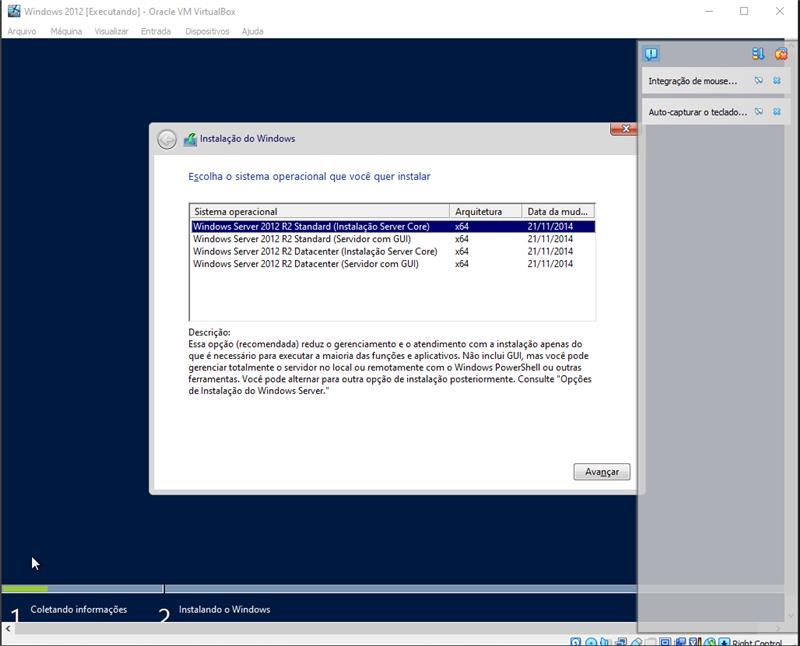 Windows 2012 [Executando] - Oracle VM VirtualBox
Arquivo Máquina Visualizar Entrada Dispositivos Ajuda
Integração de mouse...
Auto-capturar o teclado...
Instalação do Windows
Escolha o sistema operacional que você quer instalar
Sistema operacional Arquitetura Data da mud...
Windows Server 2012 R2 Standard (Instalação Server Core) x64 21/11/2014
Windows Server 2012 R2 Standard (Servidor com GUI) x64 21/11/2014
Windows Server 2012 R2 Datacenter (Instalação Server Core) x64 21/11/2014
Windows Server 2012 R2 Datacenter (Servidor com GUI) x64 21/11/2014
Descrição:
Essa opção (recomendada) reduz o gerenciamento e o atendimento com a instalação apenas do
que é necessário para executar a maioria das funções e aplicativos. Não inclui GUI, mas você pode
gerenciar totalmente o servidor no local ou remotamente com o Windows PowerShell ou outras
ferramentas. Você pode alternar para outra opção de instalação posteriormente. Consulte "Opções
de Instalação do Windows Server."
Avançar
1 Coletando informações 2 Instalando o Windows
Right Control